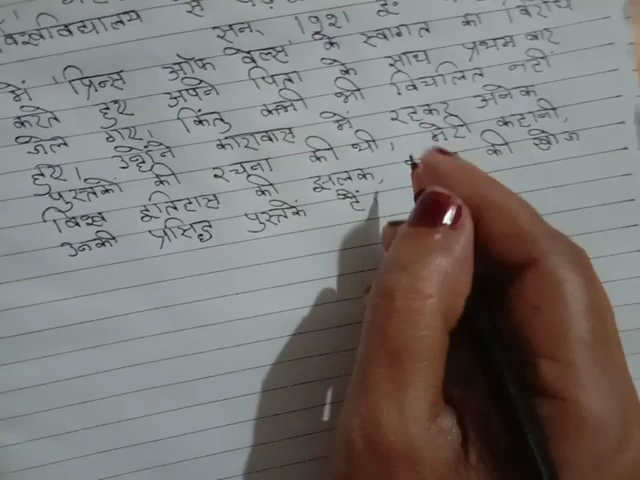 विश्वविद्यालय से
सन् 1921 ई०
में 'प्रिन्स ऑफ वेल्स' के स्वागत का विरोध
करते हुए अपने पिता के साथ प्रथम बार
जेल गए, किंतु कभी भी विचलित नहीं
हुए। उन्होंने कारावास में रहकर अनेक
पुस्तकों की रचना की थी। मेरी कहानी,
विश्व इतिहास की झलक, की खोज
उनकी प्रसिद्ध पुस्तकें हैं